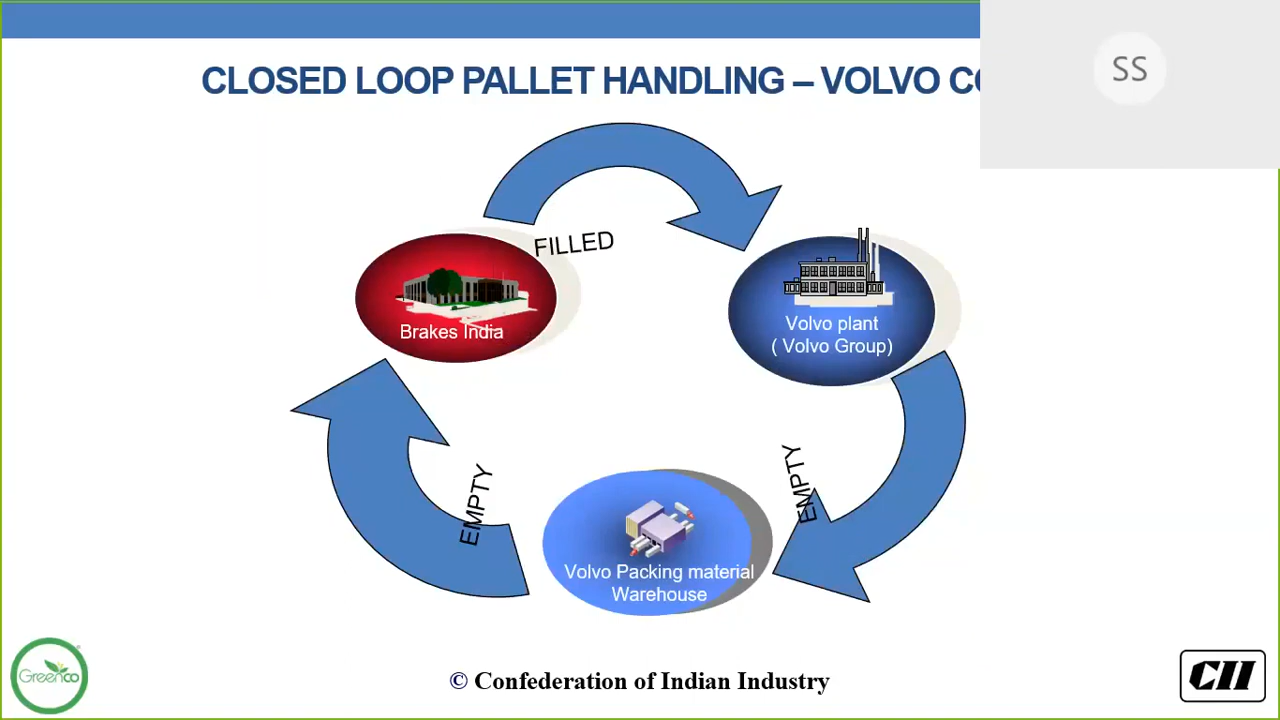 CLOSED LOOP PALLET HANDLING – VOLVO
SS
FILLED
Brakes India
Volvo plant
( Volvo Group)
EMPTY
EMPTY
Volvo Packing material
Warehouse
Greenco
© Confederation of Indian Industry
CII